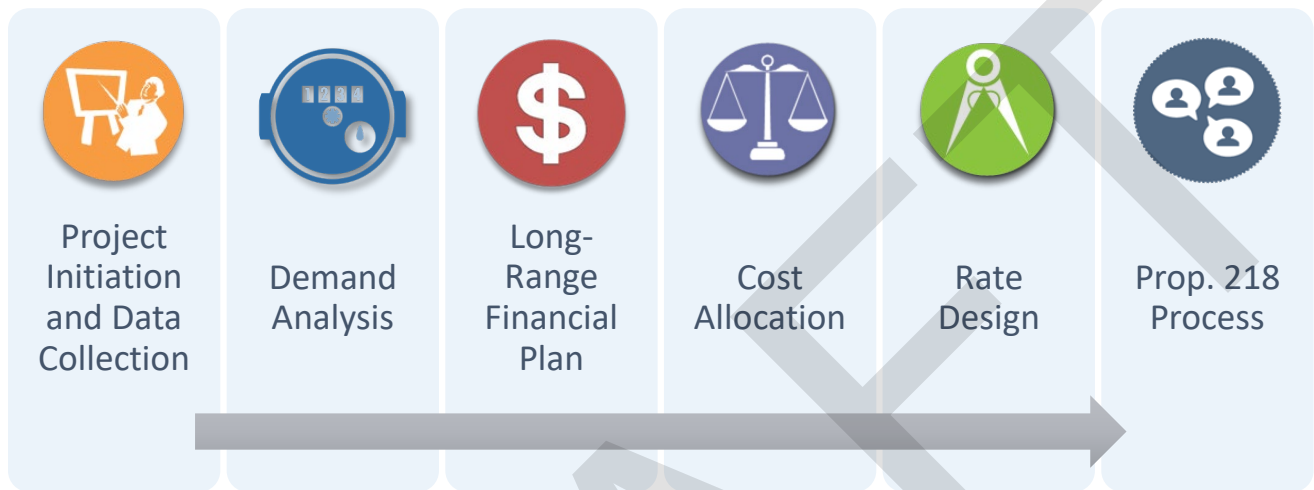 Project
Initiation
and Data
Collection
Demand
Analysis
Long-
Range
Financial
Plan
Cost
Allocation
Rate
Design
Prop. 218
Process